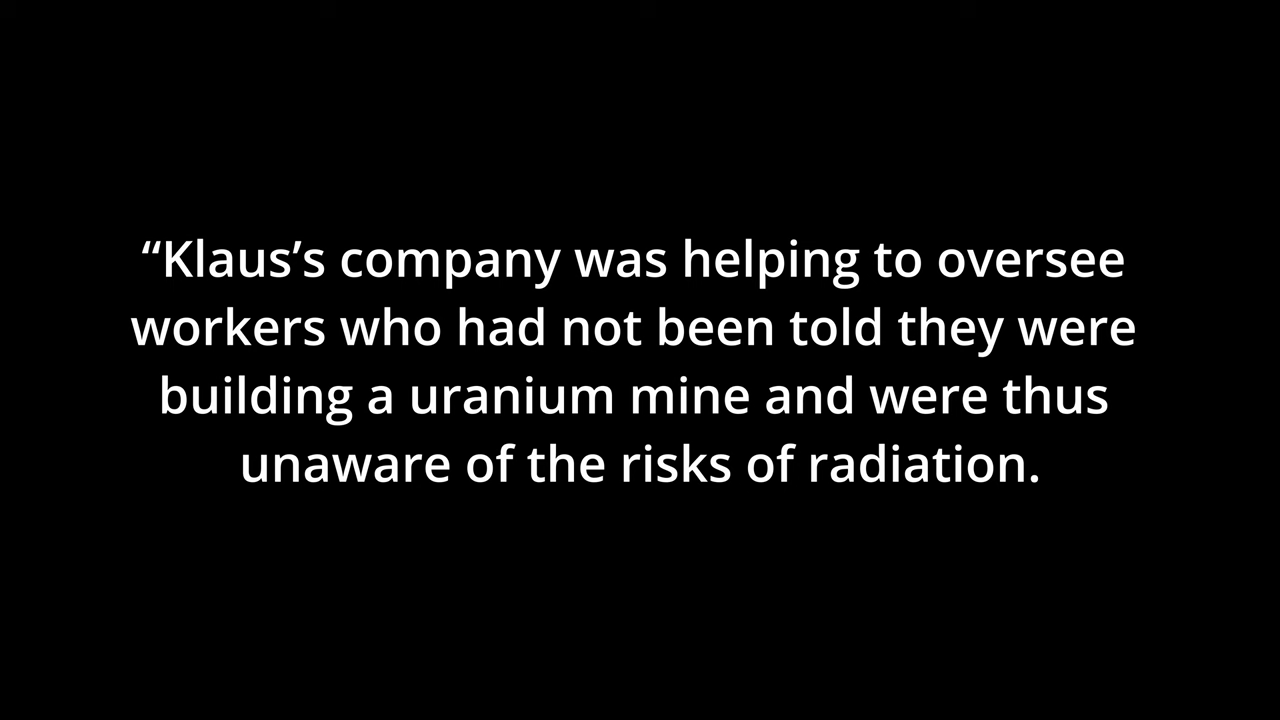 “Klaus’s company was helping to oversee
workers who had not been told they were
building a uranium mine and were thus
unaware of the risks of radiation.